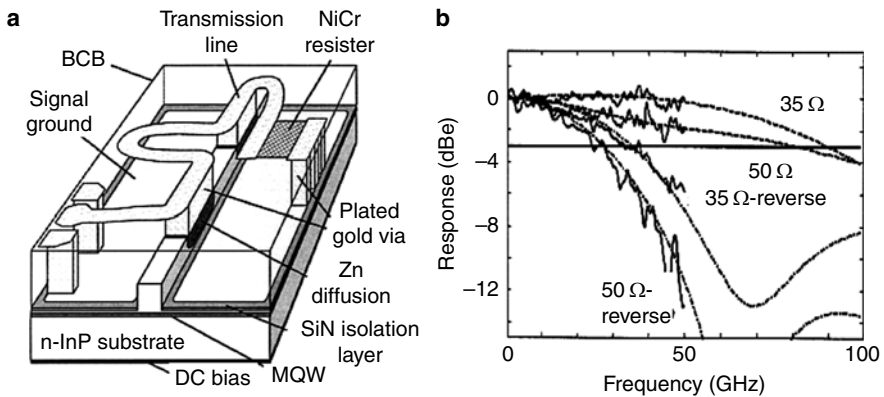 a
Transmission
line
NiCr
resister
BCB
Signal
ground
Plated
gold via
Zn
diffusion
SiN isolation
layer
n-InP substrate
DC bias
MQW
b
Response (dBe)
0
−4
−8
−12
35 Ω
50 Ω
35 Ω-reverse
50 Ω-
reverse
0
50
100
Frequency (GHz)